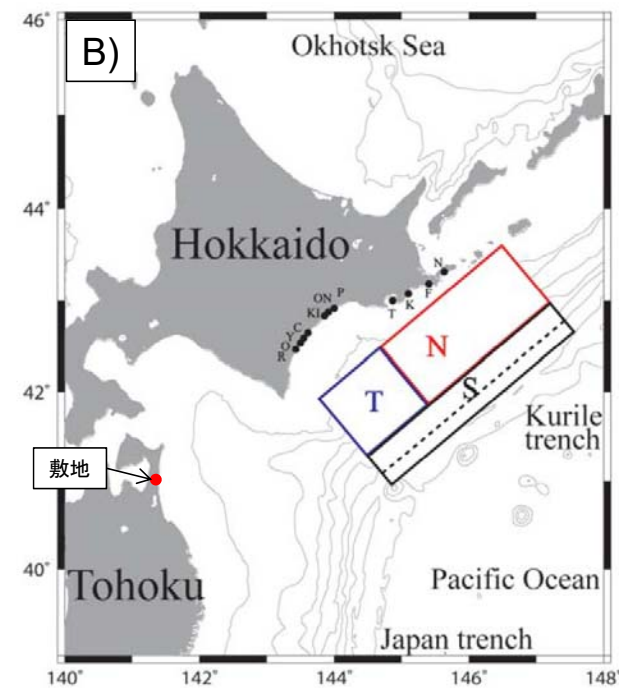 46°
B)
Okhotsk Sea
44°
Hokkaido
N
P
ON
F
KI
K
T
C
Y
O
R
42°
N
T
S
Kurile
trench
敷地
40°
Tohoku
Pacific Ocean
Japan trench
140°
142°
144°
146°
148°